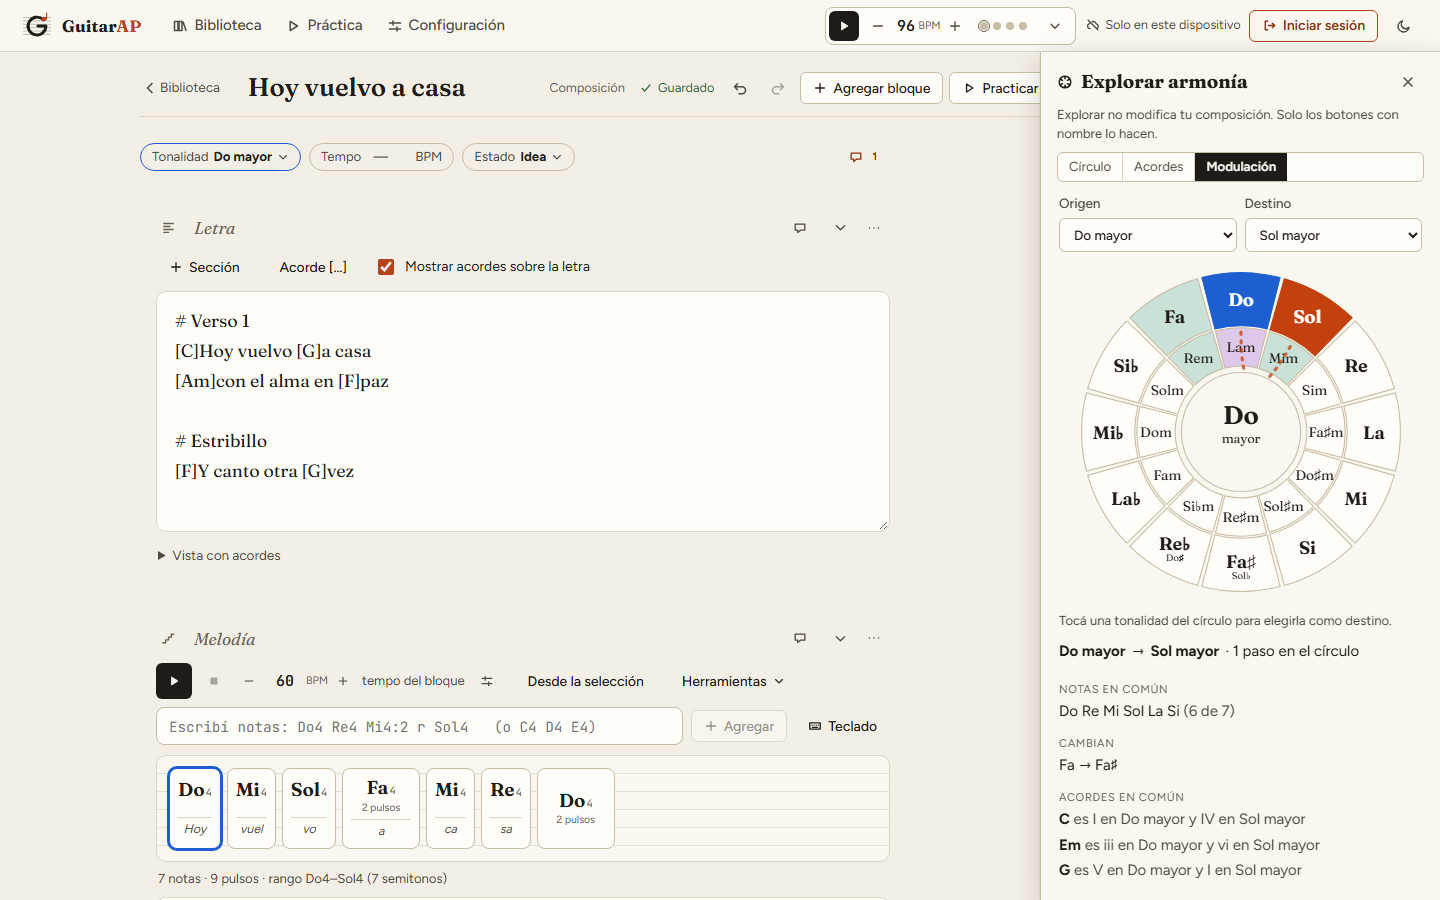 GuitarAP
Biblioteca
Práctica
Configuración
96 BPM
Solo en este dispositivo
Iniciar sesión
Biblioteca
Hoy vuelvo a casa
Composición
Guardado
Agregar bloque
Practicar
Tonalidad Do mayor
Tempo — BPM
Estado Idea
1
Letra
Sección
Acorde [...]
Mostrar acordes sobre la letra
# Verso 1
[C]Hoy vuelvo [G]a casa
[Am]con el alma en [F]paz
# Estribillo
[F]Y canto otra [G]vez
Vista con acordes
Melodía
60 BPM
tempo del bloque
Desde la selección
Herramientas
Escribí notas: Do4 Re4 Mi4:2 r Sol4 (o C4 D4 E4)
Agregar
Teclado
Do4 Mi4 Sol4 Fa4 Mi4 Re4 Do4
2 pulsos 2 pulsos
Hoy vuel vo a ca sa
7 notas · 9 pulsos · rango Do4–Sol4 (7 semitonos)
Explorar armonía
Explorar no modifica tu composición. Solo los botones con
nombre lo hacen.
Círculo
Acordes
Modulación
Origen
Destino
Do mayor
Sol mayor
Do
Sol
Re
La
Mi
Si
Fa♯
Sol♭
Re♭
Do♯
La♭
Mi♭
Si♭
Fa
Lam
Mim
Sim
Fa♯m
Do♯m
Sol♯m
Re♯m
Si♭m
Fam
Dom
Solm
Rem
Do
mayor
Tocá una tonalidad del círculo para elegirla como destino.
Do mayor → Sol mayor · 1 paso en el círculo
NOTAS EN COMÚN
Do Re Mi Sol La Si (6 de 7)
CAMBIAN
Fa → Fa♯
ACORDES EN COMÚN
C es I en Do mayor y IV en Sol mayor
Em es iii en Do mayor y vi en Sol mayor
G es V en Do mayor y I en Sol mayor